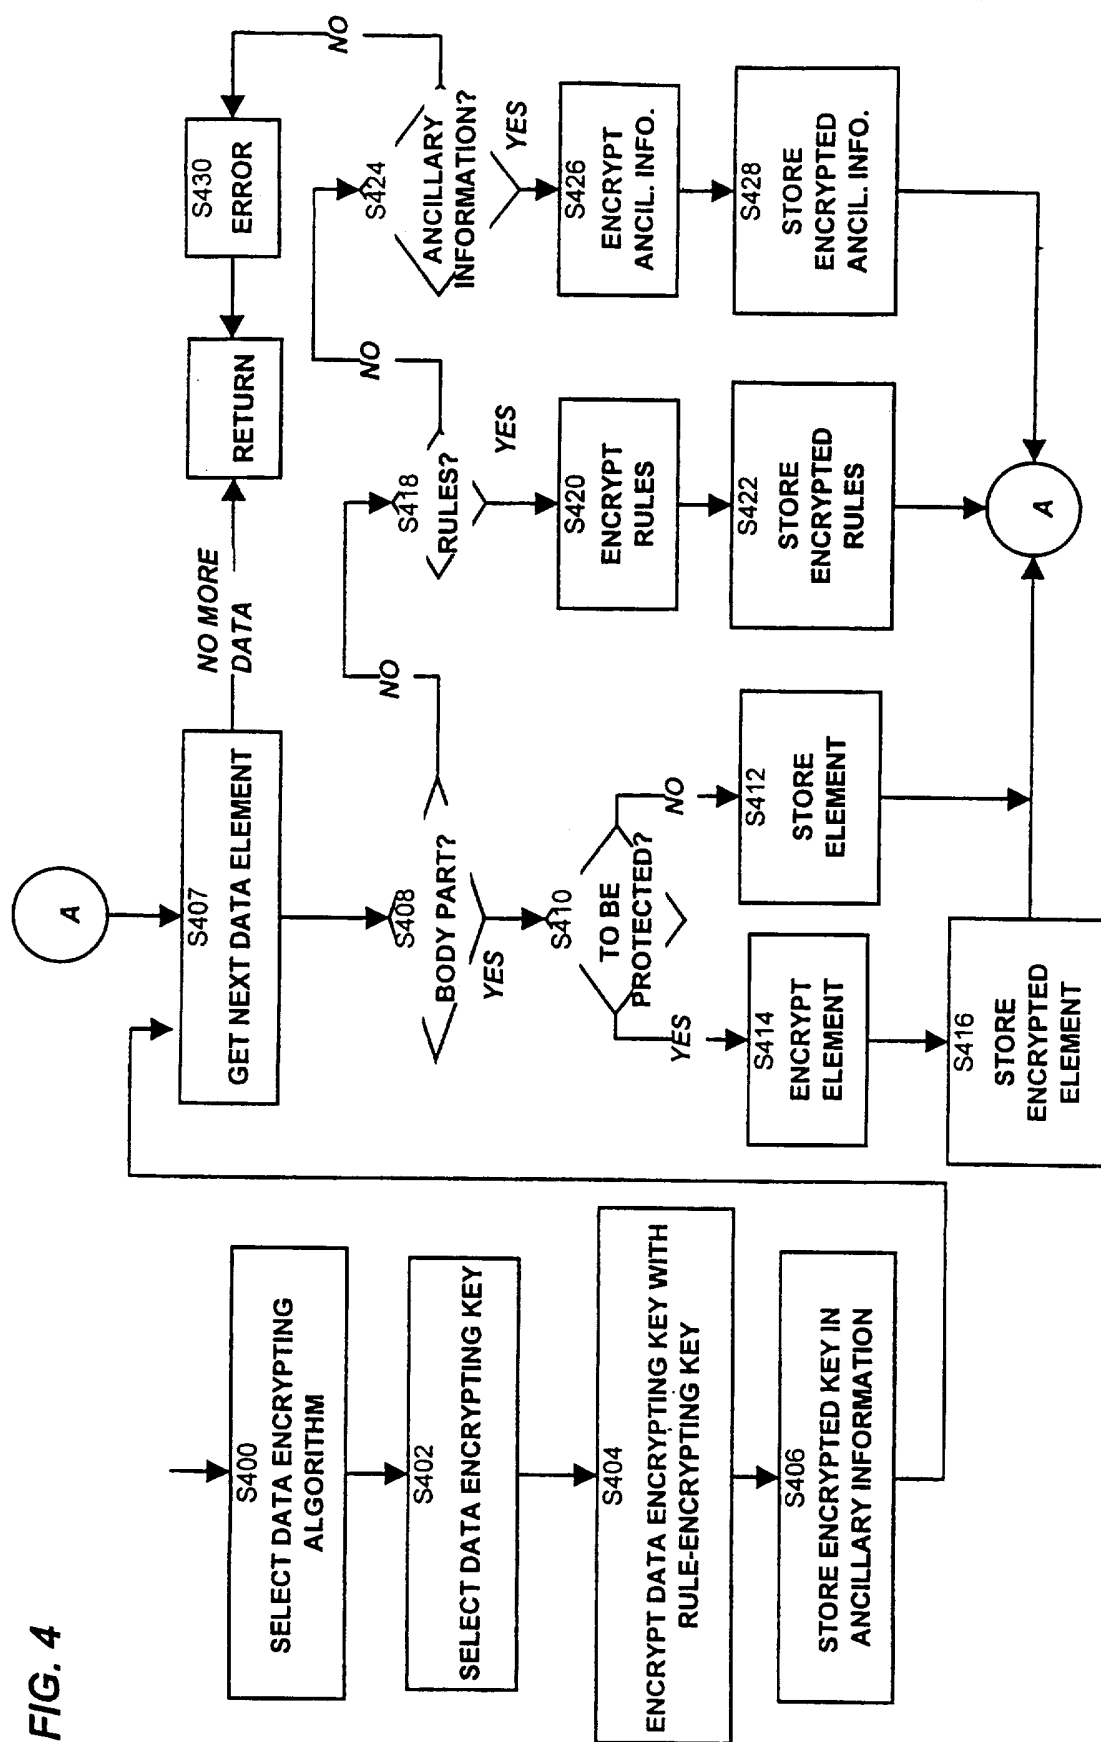 FIG. 4
S400
SELECT DATA ENCRYPTING
ALGORITHM
S402
SELECT DATA ENCRYPTING KEY
S404
ENCRYPT DATA ENCRYPTING KEY WITH
RULE-ENCRYPTING KEY
S406
STORE ENCRYPTED KEY IN
ANCILLARY INFORMATION
A
S407
GET NEXT DATA ELEMENT
NO MORE
DATA
RETURN
S430
ERROR
S408
BODY PART?
YES
NO
S410
TO BE
PROTECTED?
YES
NO
S414
ENCRYPT
ELEMENT
S416
STORE
ENCRYPTED
ELEMENT
S412
STORE
ELEMENT
S418
RULES?
YES
NO
S420
ENCRYPT
RULES
S422
STORE
ENCRYPTED
RULES
S424
ANCILLARY
INFORMATION?
YES
NO
S426
ENCRYPT
ANCIL. INFO.
S428
STORE
ENCRYPTED
ANCIL. INFO.
A